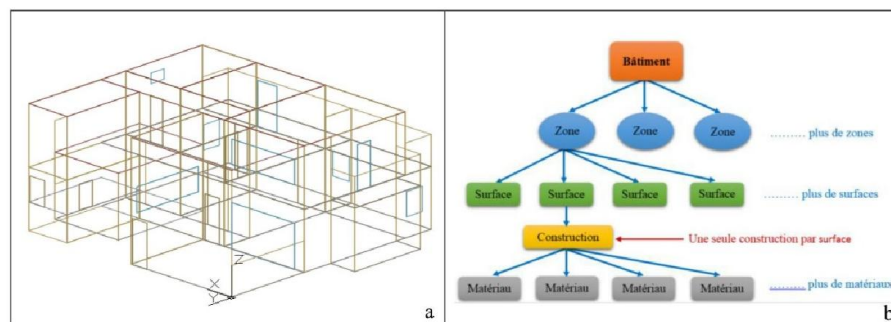 Z
X
Y
a
Bâtiment
Zone Zone Zone ........ plus de zones
Surface Surface Surface Surface ........ plus de surfaces
Construction Une seule construction par surface
Matériau Matériau Matériau Matériau ........ plus de matériaux
b